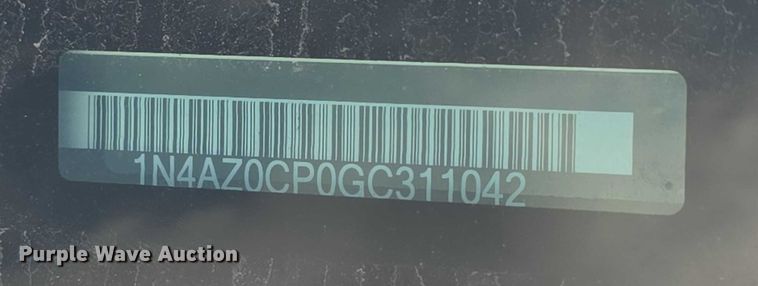 1N4AZ0CP0GC311042
Purple Wave Auction